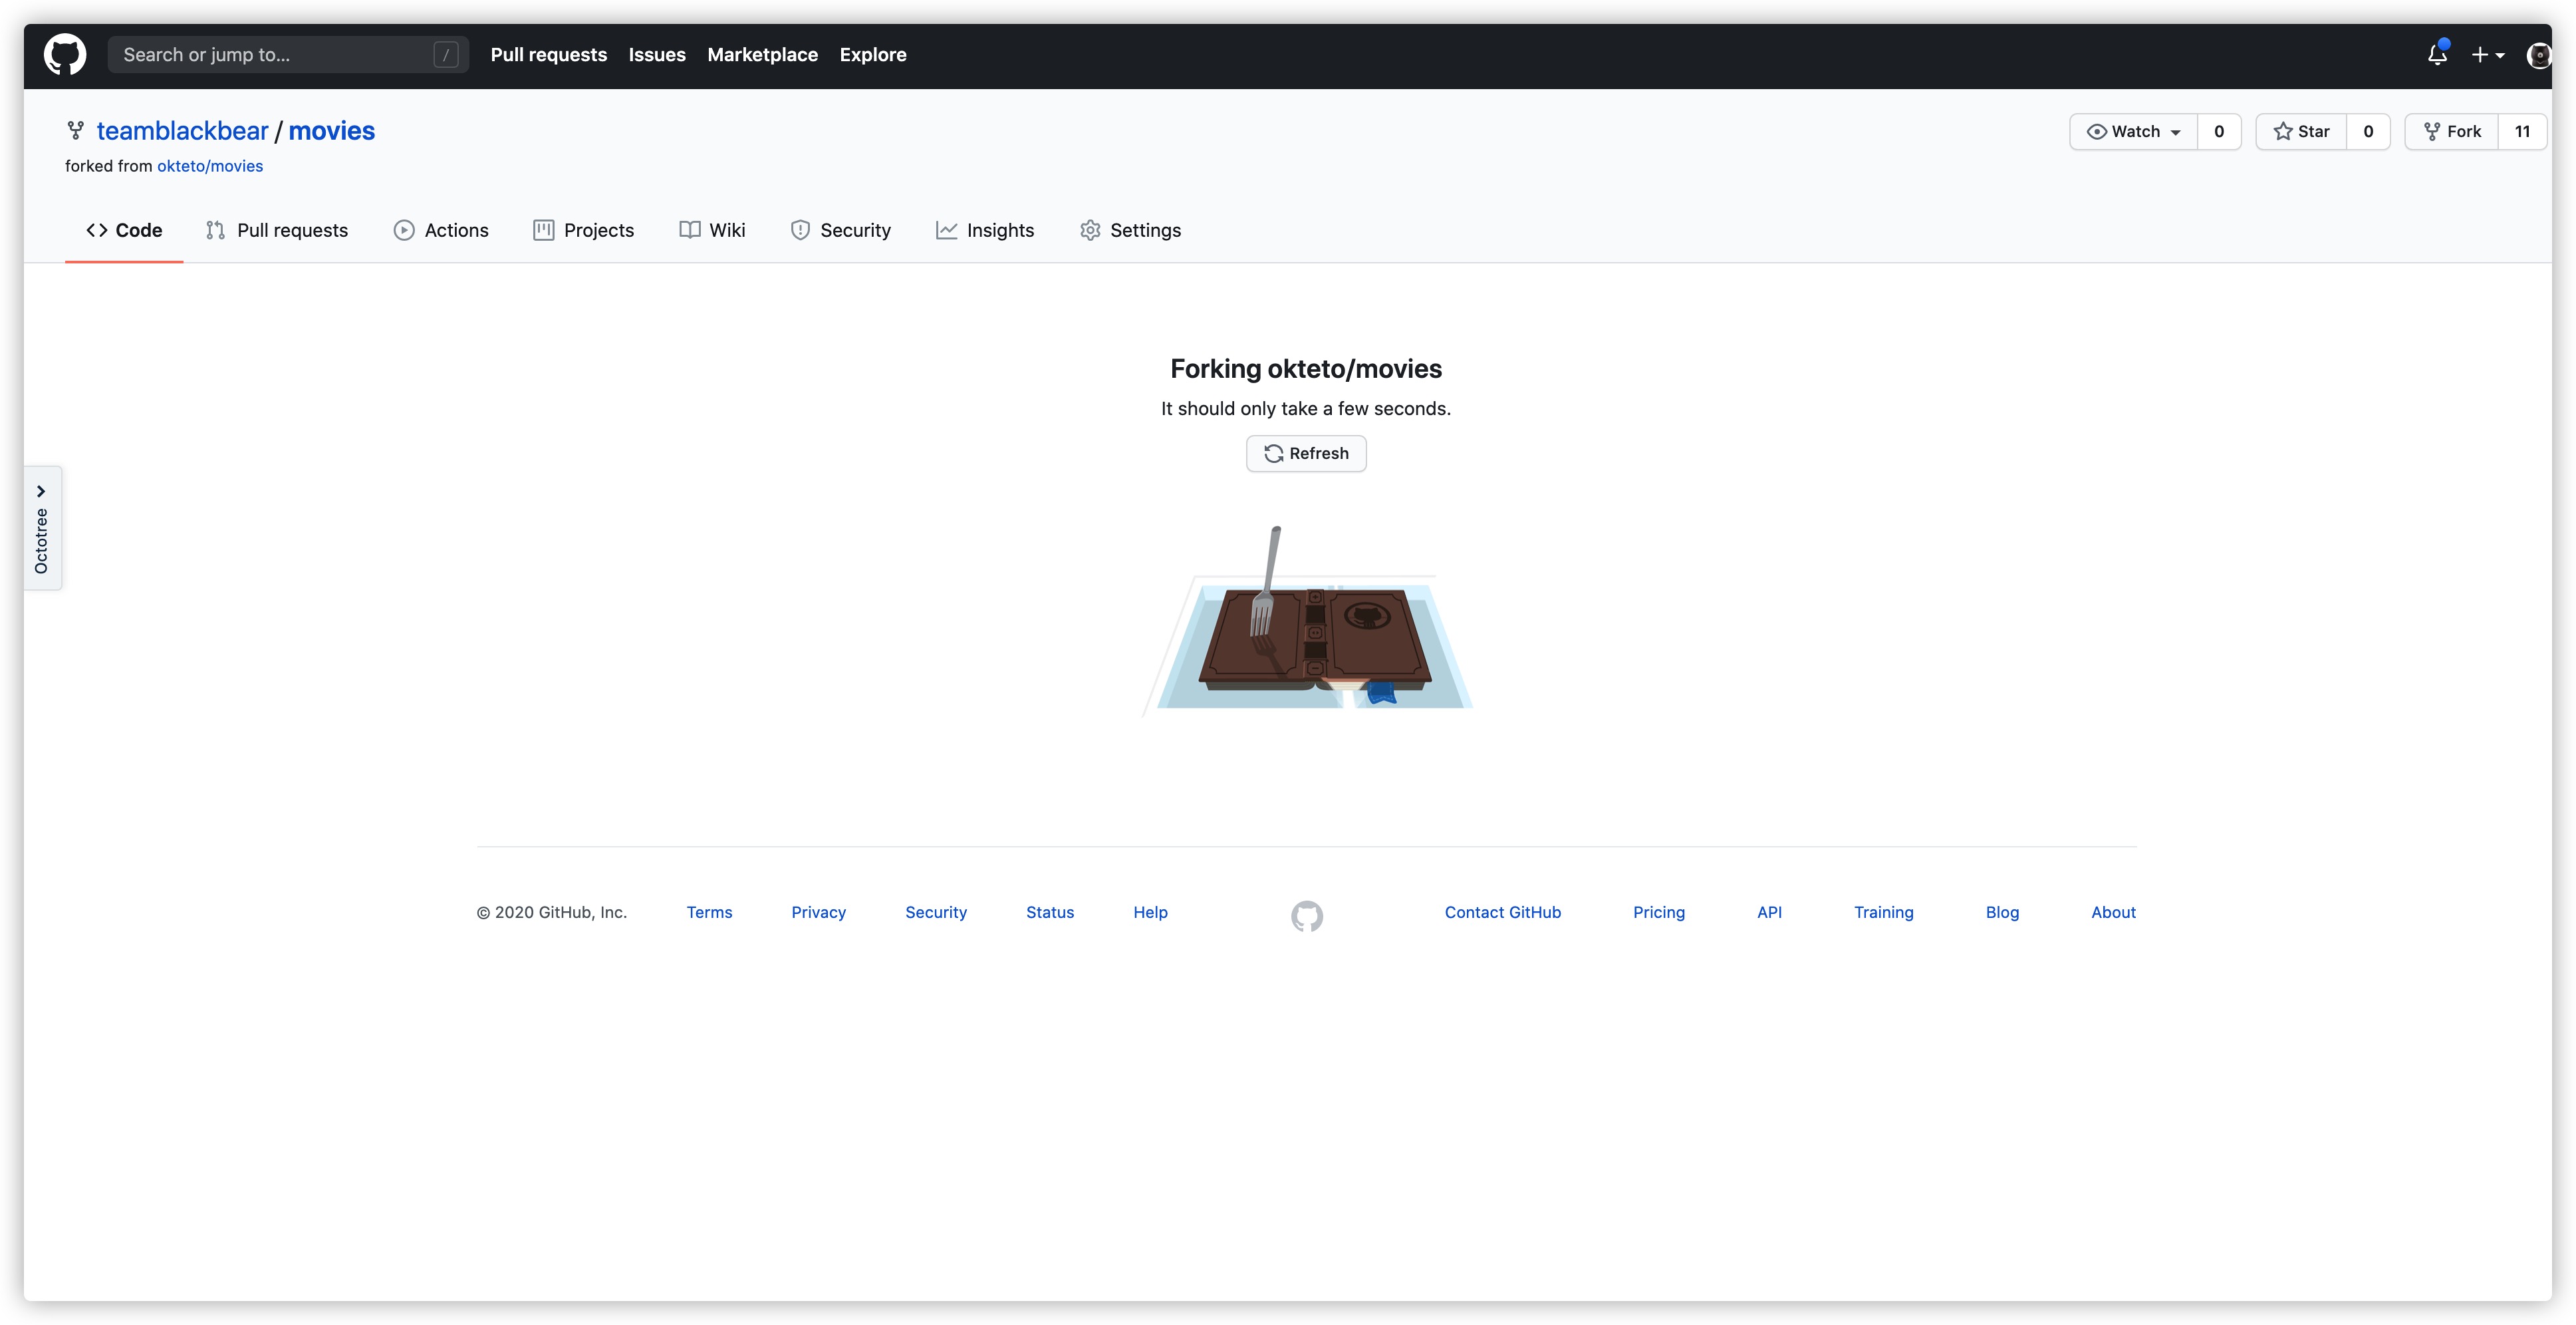 Search or jump to... / Pull requests Issues Marketplace Explore
teamblackbear / movies Watch 0 Star 0 Fork 11
forked from okteto/movies
Code Pull requests Actions Projects Wiki Security Insights Settings
Forking okteto/movies
It should only take a few seconds.
Refresh
Octotree
© 2020 GitHub, Inc. Terms Privacy Security Status Help Contact GitHub Pricing API Training Blog About